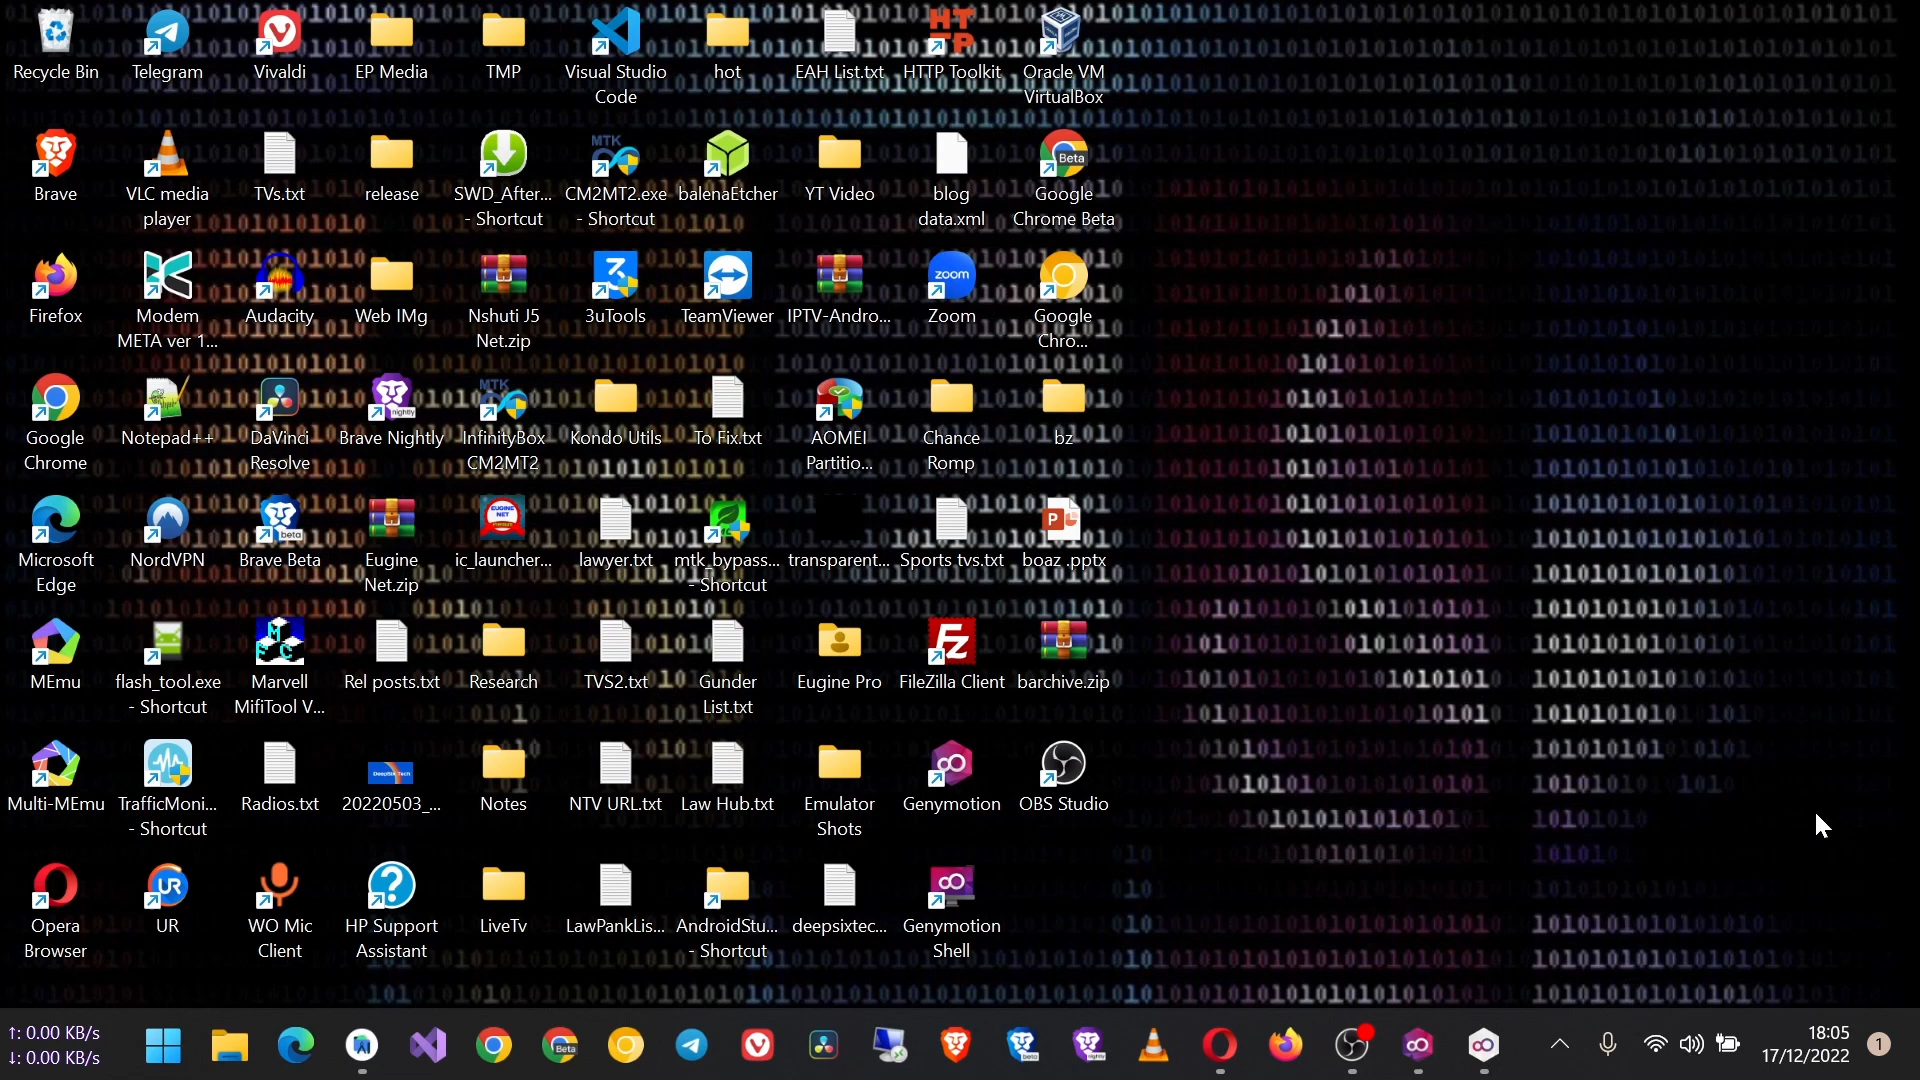 Recycle Bin
Telegram
Vivaldi
EP Media
TMP
Visual Studio
Code
hot
EAH List.txt
HTTP Toolkit
Oracle VM
VirtualBox
Brave
VLC media
player
TVs.txt
release
SWD_After...
- Shortcut
CM2MT2.exe
- Shortcut
balenaEtcher
YT Video
blog
data.xml
Google
Chrome Beta
Firefox
Modem
META ver 1...
Audacity
Web IMg
Nshuti J5
Net.zip
3uTools
TeamViewer
IPTV-Andro...
Zoom
Google
Chro...
Google
Chrome
Notepad++
DaVinci
Resolve
Brave Nightly
InfinityBox
CM2MT2
Kondo Utils
To Fix.txt
AOMEI
Partitio...
Chance
Romp
bz
Microsoft
Edge
NordVPN
Brave Beta
Eugine
Net.zip
ic_launcher...
lawyer.txt
mtk_bypass...
- Shortcut
transparent...
Sports tvs.txt
boaz .pptx
MEmu
flash_tool.exe
- Shortcut
Marvell
MifiTool V...
Rel posts.txt
Research
TVS2.txt
Gunder
List.txt
Eugine Pro
FileZilla Client
barchive.zip
Multi-MEmu
TrafficMoni...
- Shortcut
Radios.txt
20220503_...
Notes
NTV URL.txt
Law Hub.txt
Emulator
Shots
Genymotion
OBS Studio
Opera
Browser
UR
WO Mic
Client
HP Support
Assistant
LiveTv
LawPankLis...
AndroidStu...
- Shortcut
deepsixtec...
Genymotion
Shell
↑: 0.00 KB/s
↓: 0.00 KB/s
18:05
17/12/2022
1